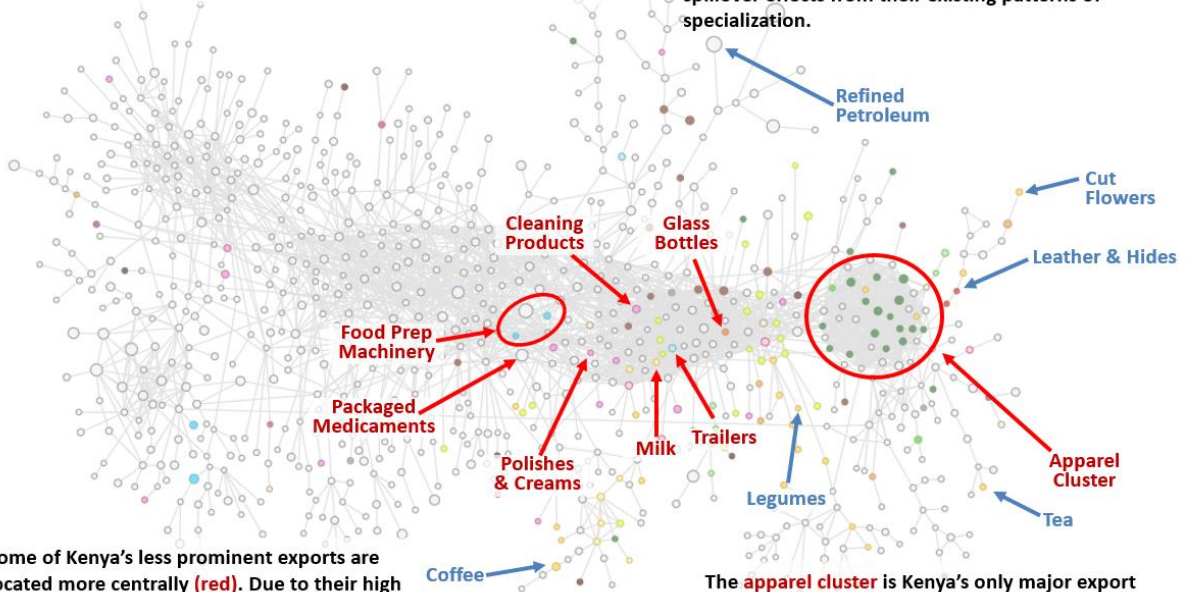 specialization.
Refined
Petroleum
Cut
Flowers
Cleaning
Products
Glass
Bottles
Leather & Hides
Food Prep
Machinery
Packaged
Medicaments
Polishes
& Creams
Milk
Trailers
Legumes
Apparel
Cluster
Tea
Coffee
ome of Kenya's less prominent exports are
ocated more centrally (red). Due to their high
The apparel cluster is Kenya's only major export